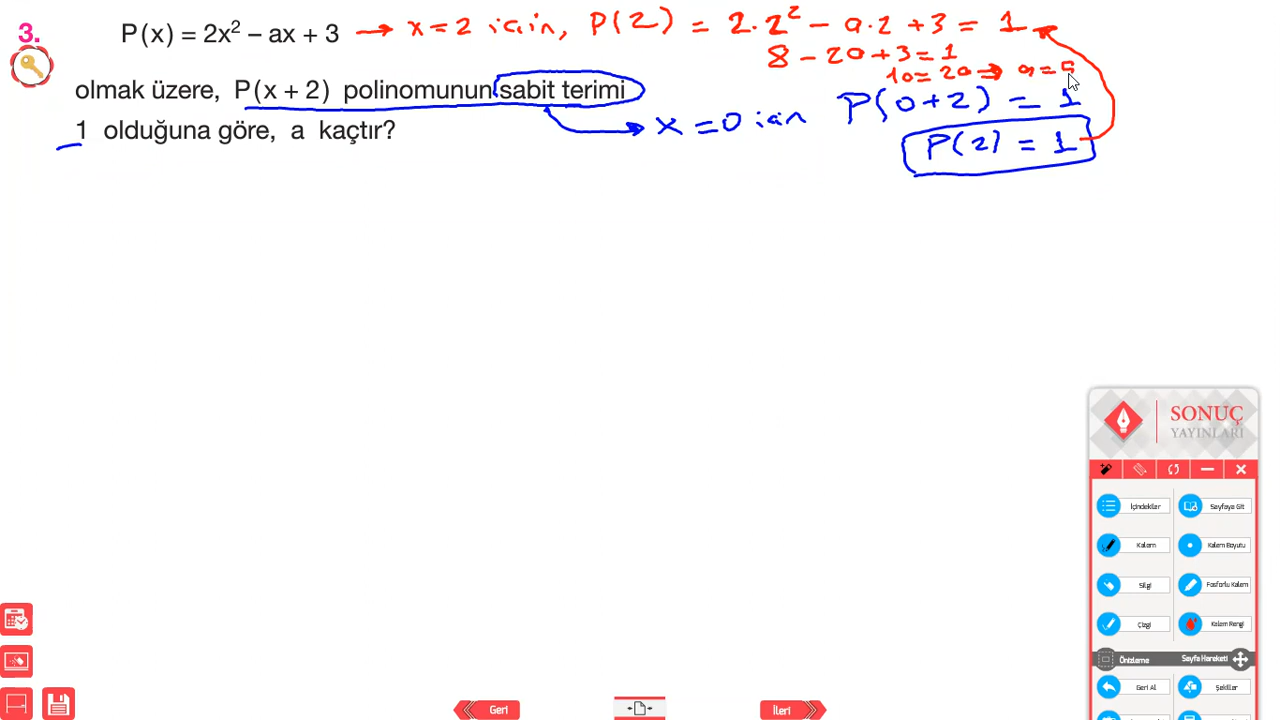 3.
P(x) = 2x² – ax + 3 → x=2 için, P(2) = 2.2² – a.2 + 3 = 1
8 – 2a + 3 = 1
10 = 2a → a = 5
olmak üzere, P(x + 2) polinomunun sabit terimi
P(0+2) = 1
1 olduğuna göre, a kaçtır?
x = 0 için
P(2) = 1
SONUÇ
YAYINLARI
İçindekiler
Sayfaya Git
Kalem
Kalem Boyutu
Silgi
Fosforlu Kalem
Çizgi
Kalem Rengi
Önizleme
Sayfa Hareketi
Geri Al
Şekiller
Geri
İleri